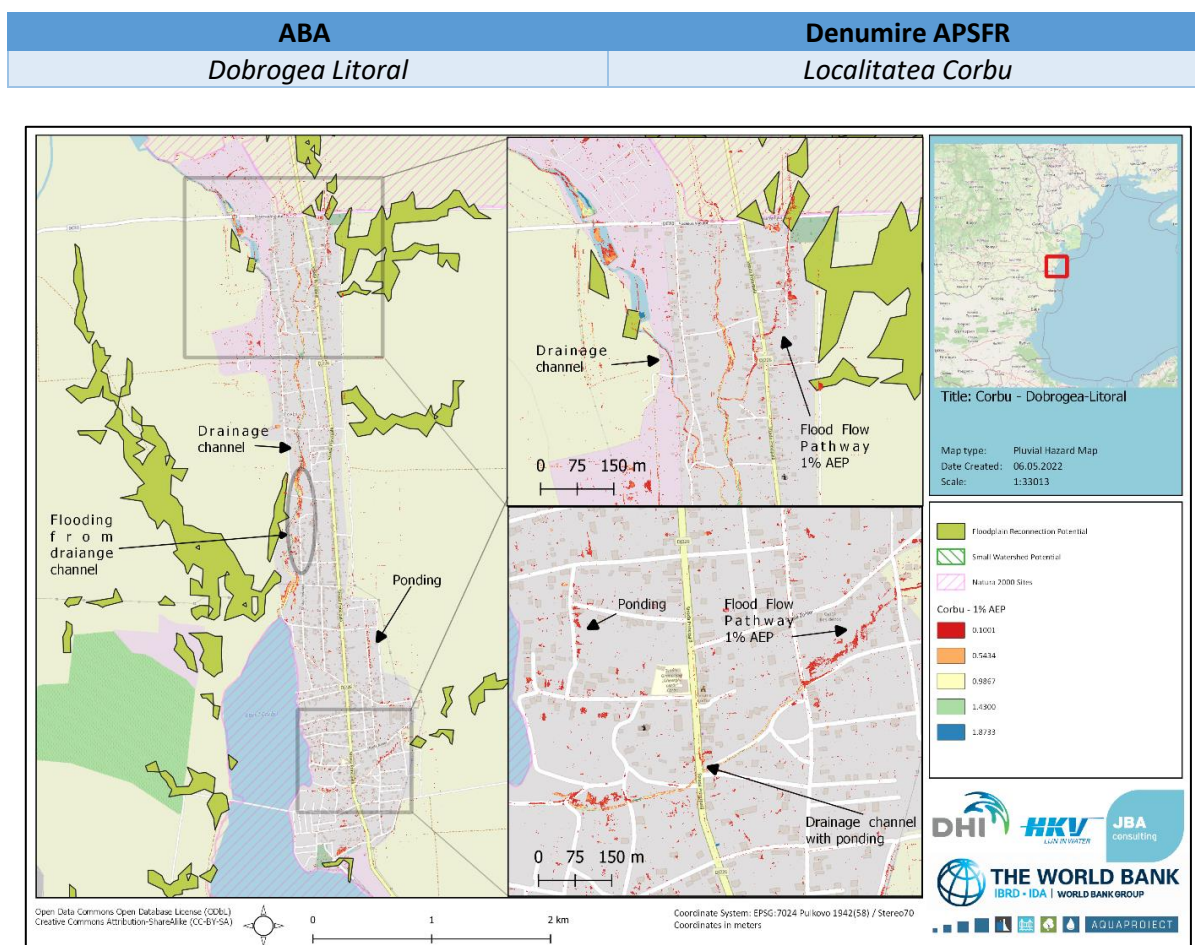 ABA
Denumire APSFR
Dobrogea Litoral
Localitatea Corbu
Drainage
channel
Flooding
from
draiange
channel
Ponding
Drainage
channel
Flood Flow
Pathway
1% AEP
0 75 150 m
Ponding
Flood Flow
Pathway
1% AEP
Drainage channel
with ponding
0 75 150 m
Title: Corbu - Dobrogea-Litoral
Map type: Pluvial Hazard Map
Date Created: 06.05.2022
Scale: 1:33013
Floodplain Reconnection Potential
Small Watershed Potential
Natura 2000 Sites
Corbu - 1% AEP
0.1001
0.5434
0.9867
1.4300
1.8733
DHI
HKV
LIJN IN WATER
JBA
consulting
THE WORLD BANK
IBRD • IDA | WORLD BANK GROUP
AQUAPROIECT
Open Data Commons Open Database License (ODbL)
Creative Commons Attribution-ShareAlike (CC-BY-SA)
0 1 2 km
Coordinate System: EPSG:7024 Pulkovo 1942(58) / Stereo70
Coordinates in meters